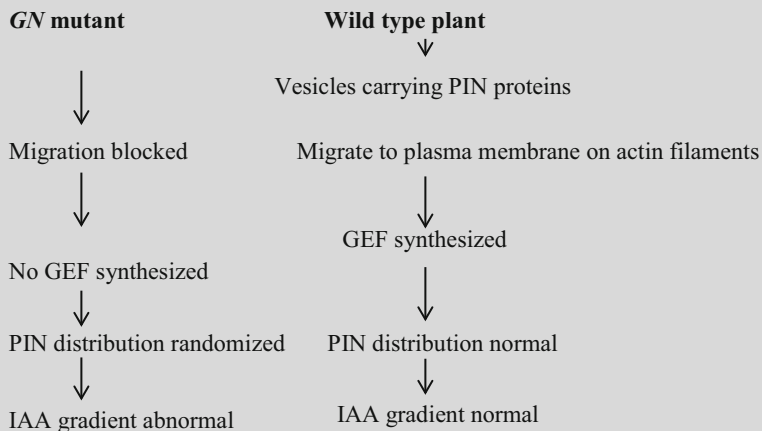 GN mutant
Wild type plant
Vesicles carrying PIN proteins
Migration blocked
Migrate to plasma membrane on actin filaments
GEF synthesized
No GEF synthesized
PIN distribution randomized
PIN distribution normal
IAA gradient abnormal
IAA gradient normal